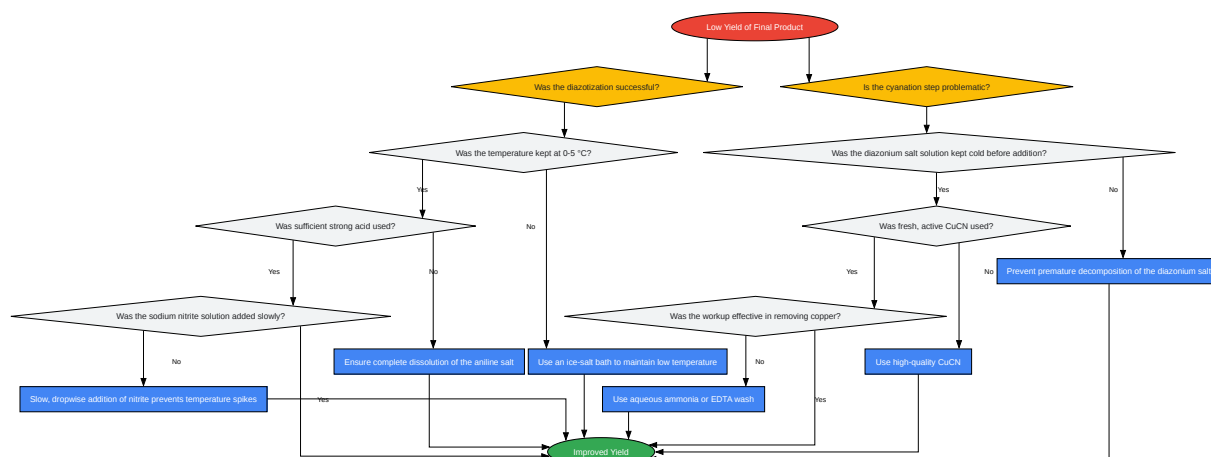 Low Yield of Final Product
Was the diazotization successful?
Is the cyanation step problematic?
Was the temperature kept at 0-5 °C?
Was the diazonium salt solution kept cold before addition?
Yes
Yes
No
Was sufficient strong acid used?
No
Was fresh, active CuCN used?
Yes
No
Yes
No
Prevent premature decomposition of the diazonium salt
Was the sodium nitrite solution added slowly?
Was the workup effective in removing copper?
No
Ensure complete dissolution of the aniline salt
Use an ice-salt bath to maintain low temperature
No
Use high-quality CuCN
Slow, dropwise addition of nitrite prevents temperature spikes
Yes
Use aqueous ammonia or EDTA wash
Yes
Improved Yield